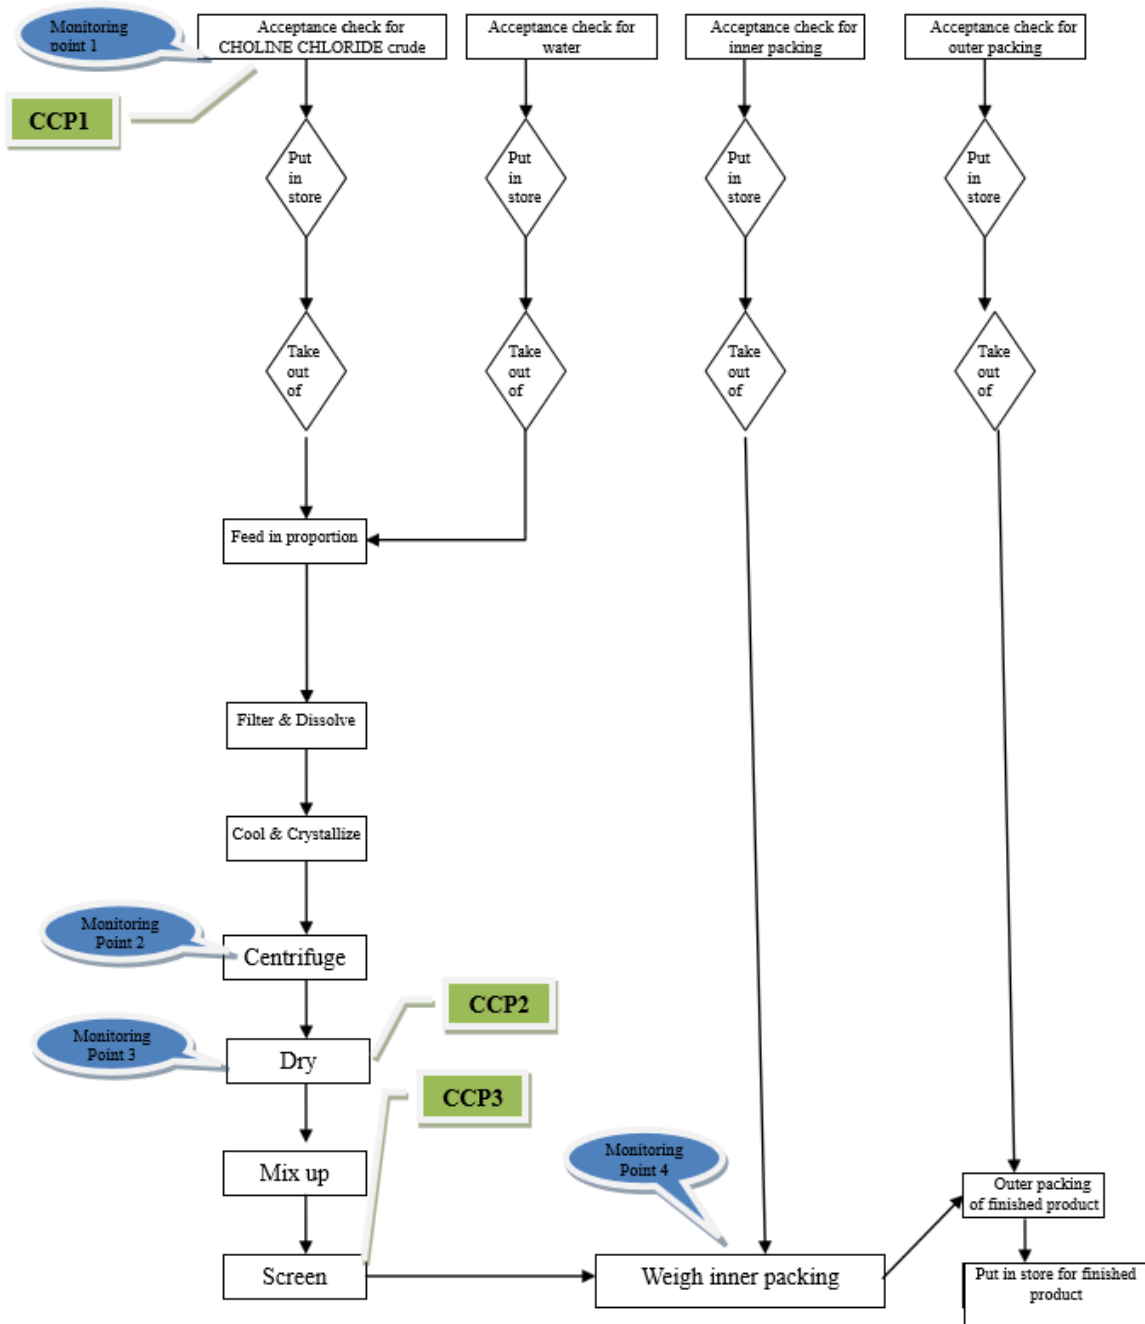 Monitoring
point 1
Acceptance check for
CHOLINE CHLORIDE crude
Acceptance check for
water
Acceptance check for
inner packing
Acceptance check for
outer packing
CCP1
Put
in
store
Put
in
store
Put
in
store
Put
in
store
Take
out
of
Take
out
of
Take
out
of
Take
out
of
Feed in proportion
Filter & Dissolve
Cool & Crystallize
Monitoring
Point 2
Centrifuge
CCP2
Monitoring
Point 3
Dry
CCP3
Mix up
Monitoring
Point 4
Outer packing
of finished product
Screen
Weigh inner packing
Put in store for finished
product